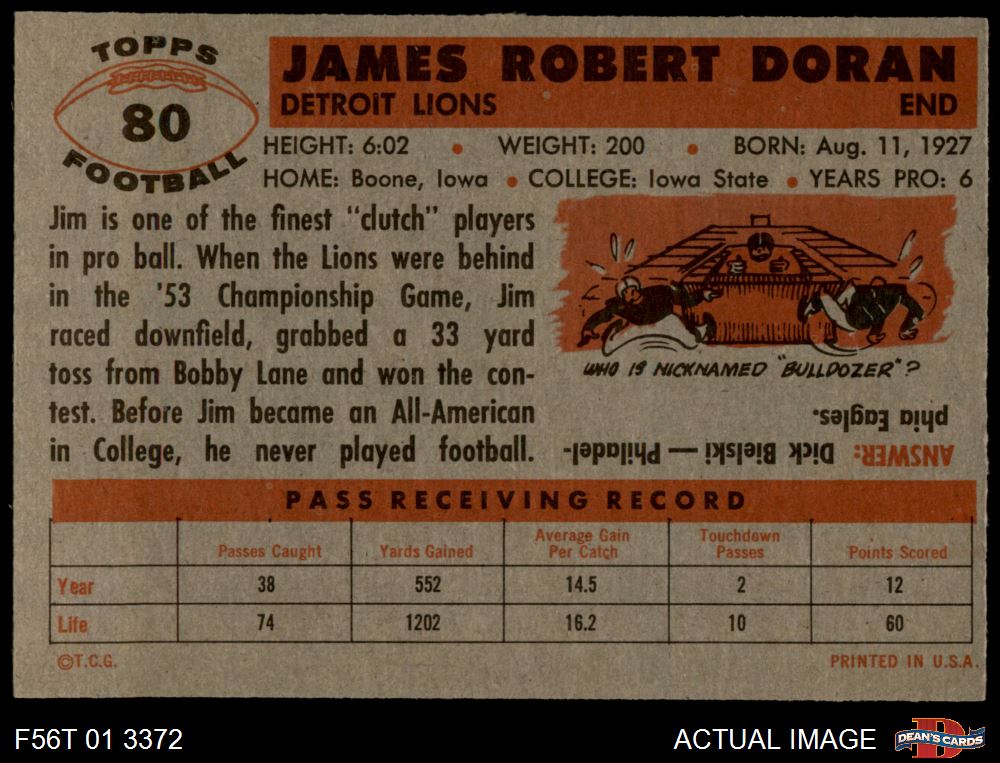 TOPPS
80
FOOTBALL
JAMES ROBERT DORAN
DETROIT LIONS END
HEIGHT: 6:02 • WEIGHT: 200 • BORN: Aug. 11, 1927
HOME: Boone, Iowa • COLLEGE: Iowa State • YEARS PRO: 6
Jim is one of the finest "clutch" players
in pro ball. When the Lions were behind
in the '53 Championship Game, Jim
raced downfield, grabbed a 33 yard
toss from Bobby Lane and won the con-
test. Before Jim became an All-American
in College, he never played football.
WHO IS NICKNAMED "BULLDOZER"?
ANSWER: Dick Bielski — Philadel-
phia Eagles.
PASS RECEIVING RECORD
Passes Caught Yards Gained Average Gain Per Catch Touchdown Passes Points Scored
Year 38 552 14.5 2 12
Life 74 1202 16.2 10 60
©T.C.G. PRINTED IN U.S.A.
F56T 01 3372 ACTUAL IMAGE DEAN'S CARDS